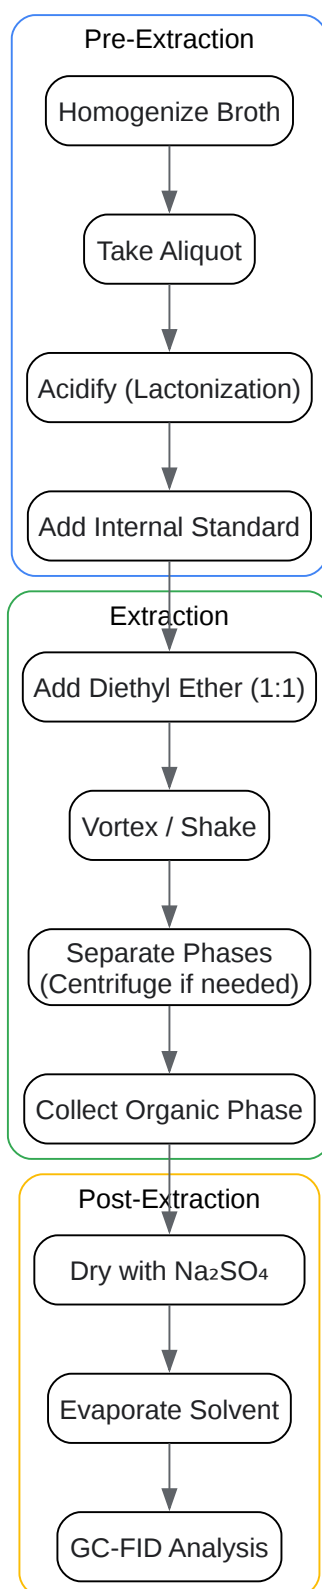 Pre-Extraction
Homogenize Broth
Take Aliquot
Acidify (Lactonization)
Add Internal Standard
Extraction
Add Diethyl Ether (1:1)
Vortex / Shake
Separate Phases
(Centrifuge if needed)
Collect Organic Phase
Post-Extraction
Dry with Na₂SO₄
Evaporate Solvent
GC-FID Analysis